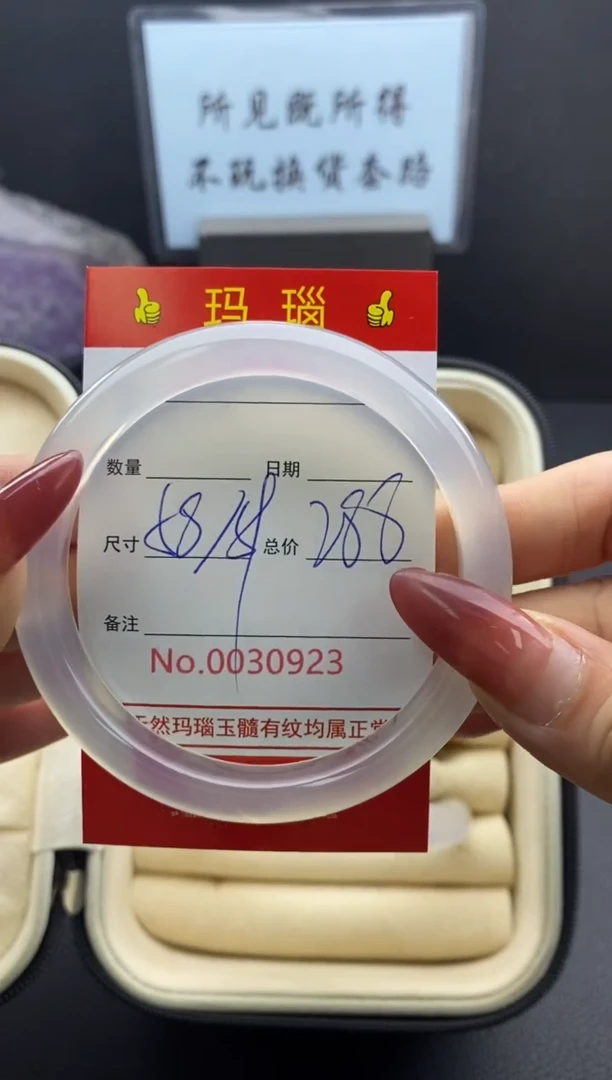 所见既所得
不玩换货套路
玛瑙
数量 日期
尺寸 58/18 总价 288
备注
No.0030923
天然玛瑙玉髓有纹均属正常